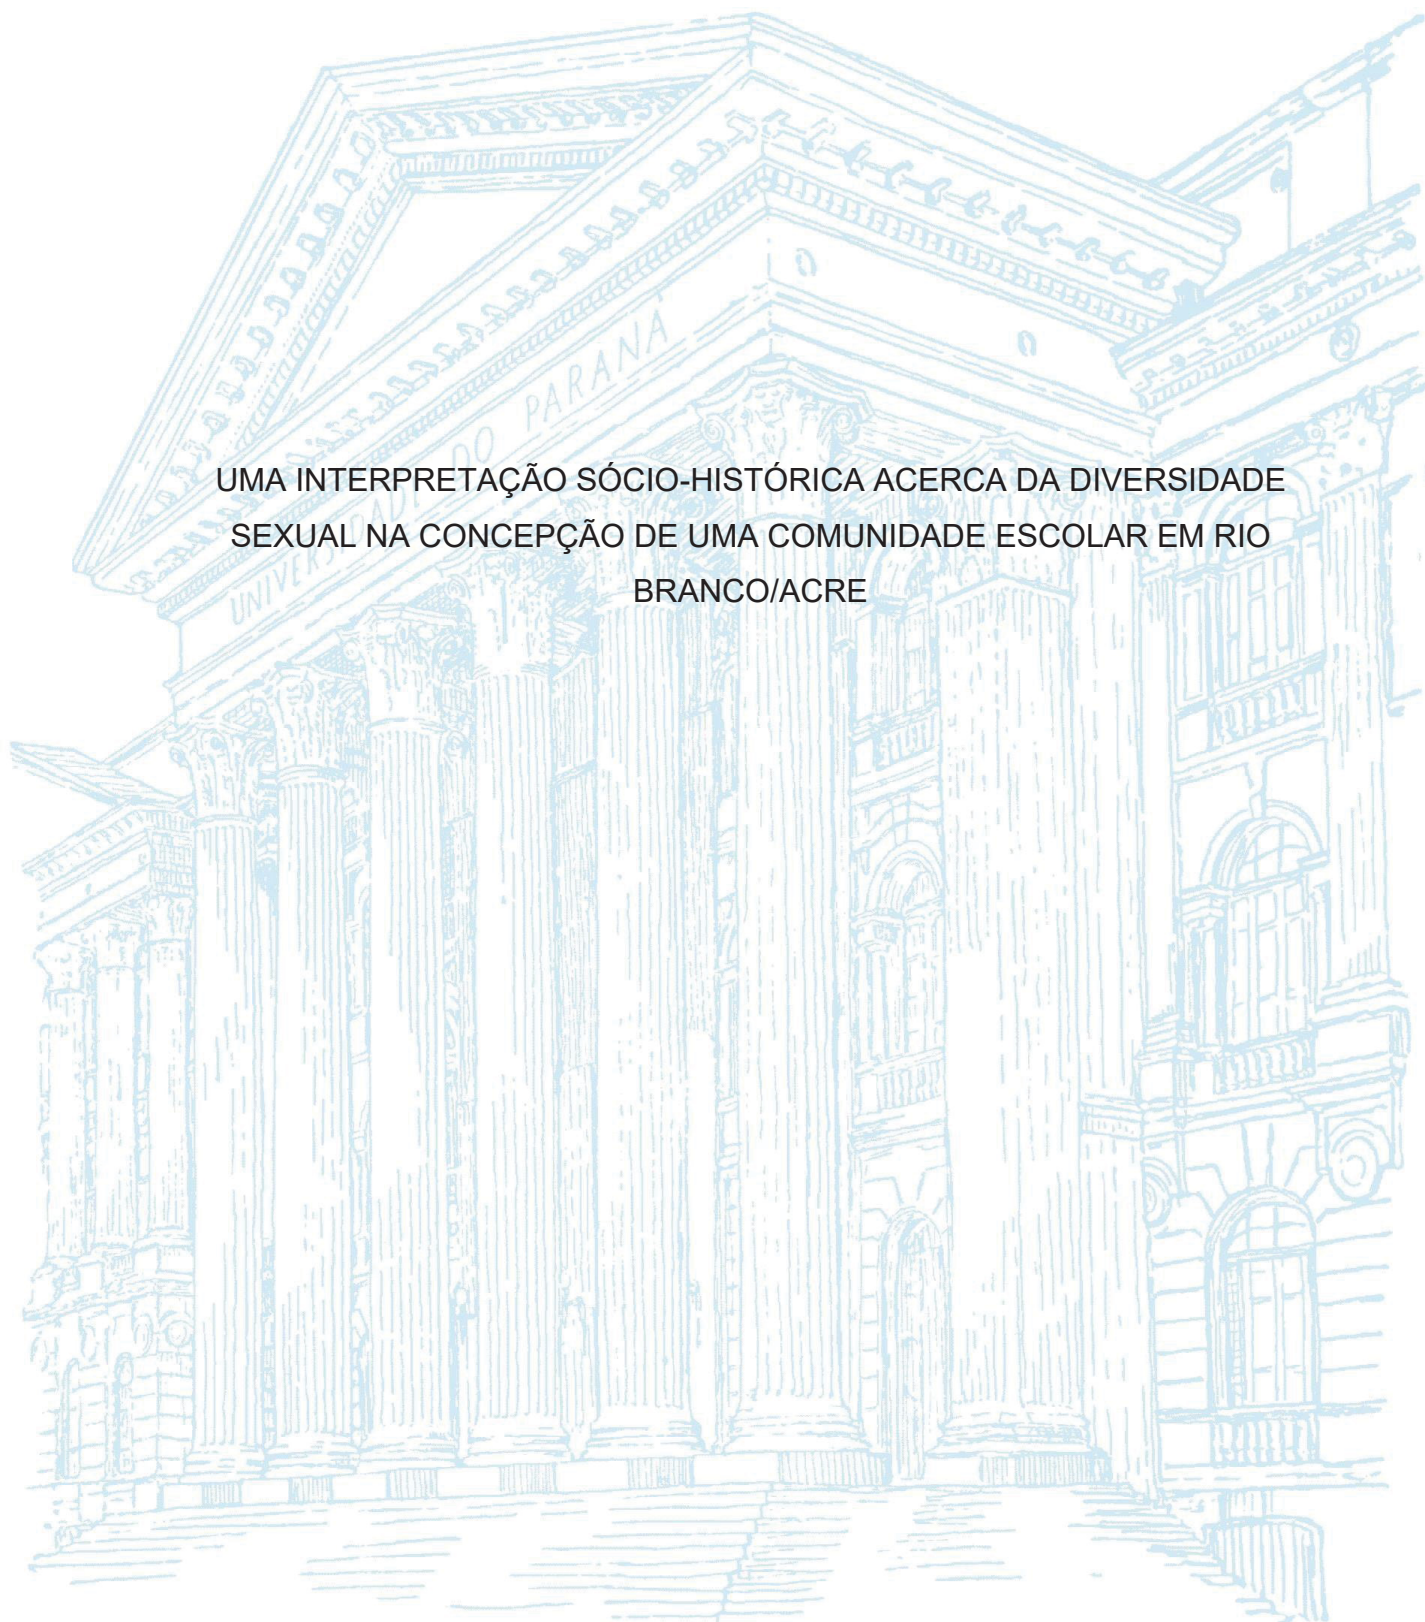 UNIVERSIDADE DO PARANÁ
UMA INTERPRETAÇÃO SÓCIO-HISTÓRICA ACERCA DA DIVERSIDADE
SEXUAL NA CONCEPÇÃO DE UMA COMUNIDADE ESCOLAR EM RIO
BRANCO/ACRE